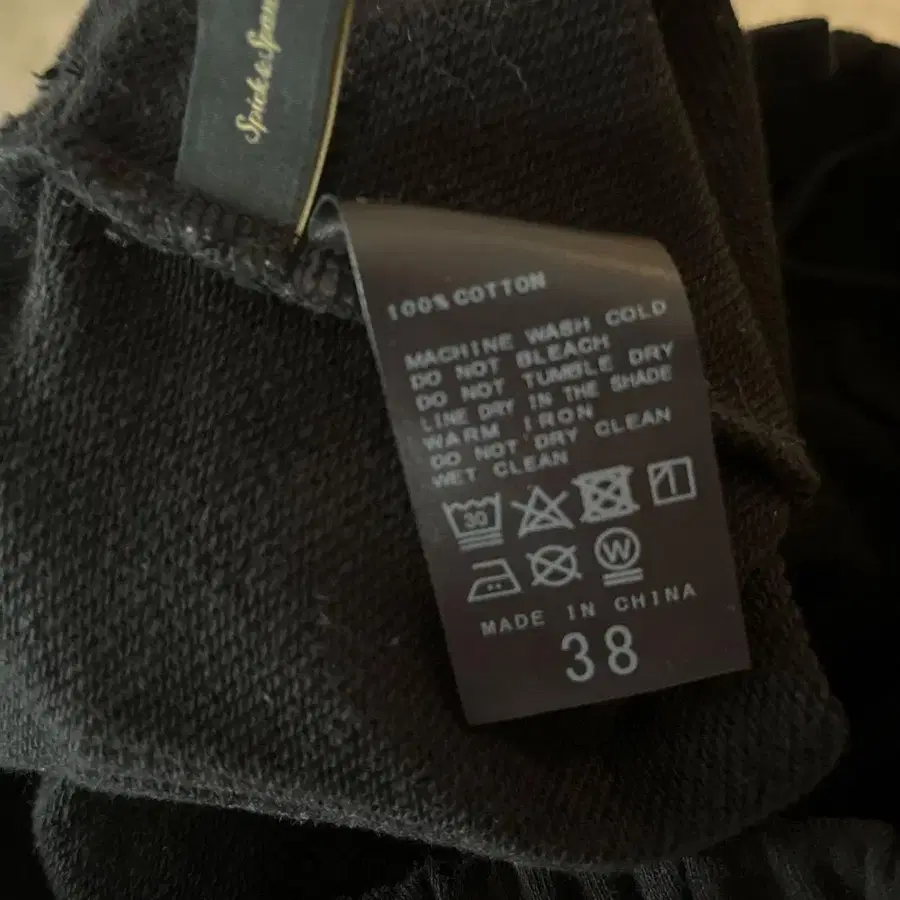 Spick & Span
100% COTTON
MACHINE WASH COLD
DO NOT BLEACH
DO NOT TUMBLE DRY
LINE DRY IN THE SHADE
WARM IRON
DO NOT DRY CLEAN
WET CLEAN
30
W
MADE IN CHINA
38